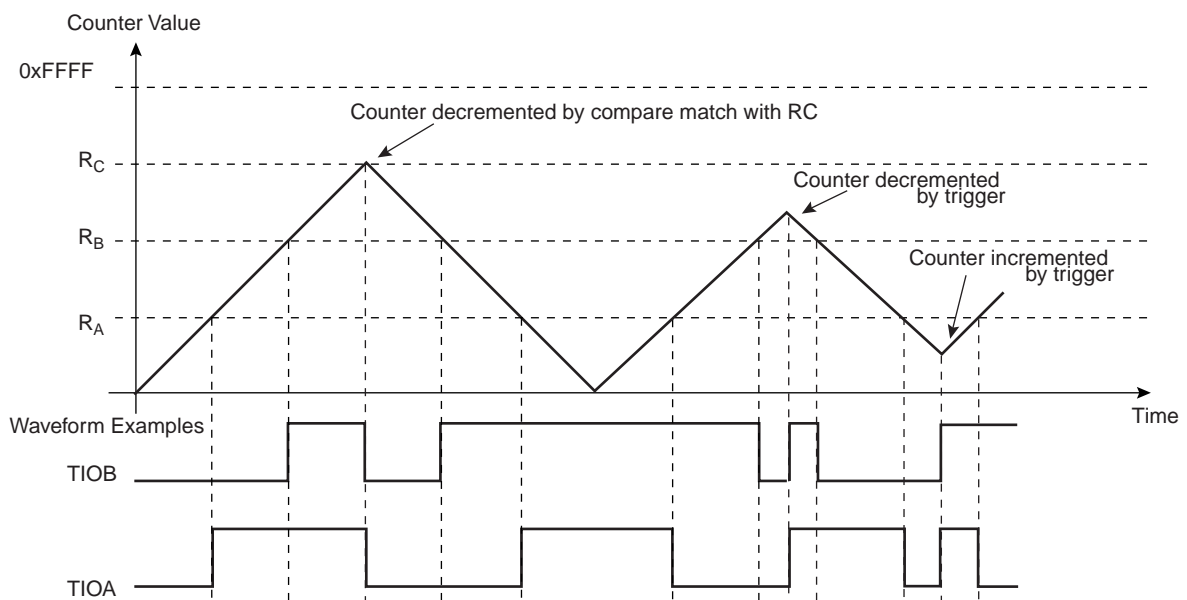 Counter Value
0xFFFF
Counter decremented by compare match with RC
RC
Counter decremented
by trigger
RB
Counter incremented
by trigger
RA
Time
Waveform Examples
TIOB
TIOA